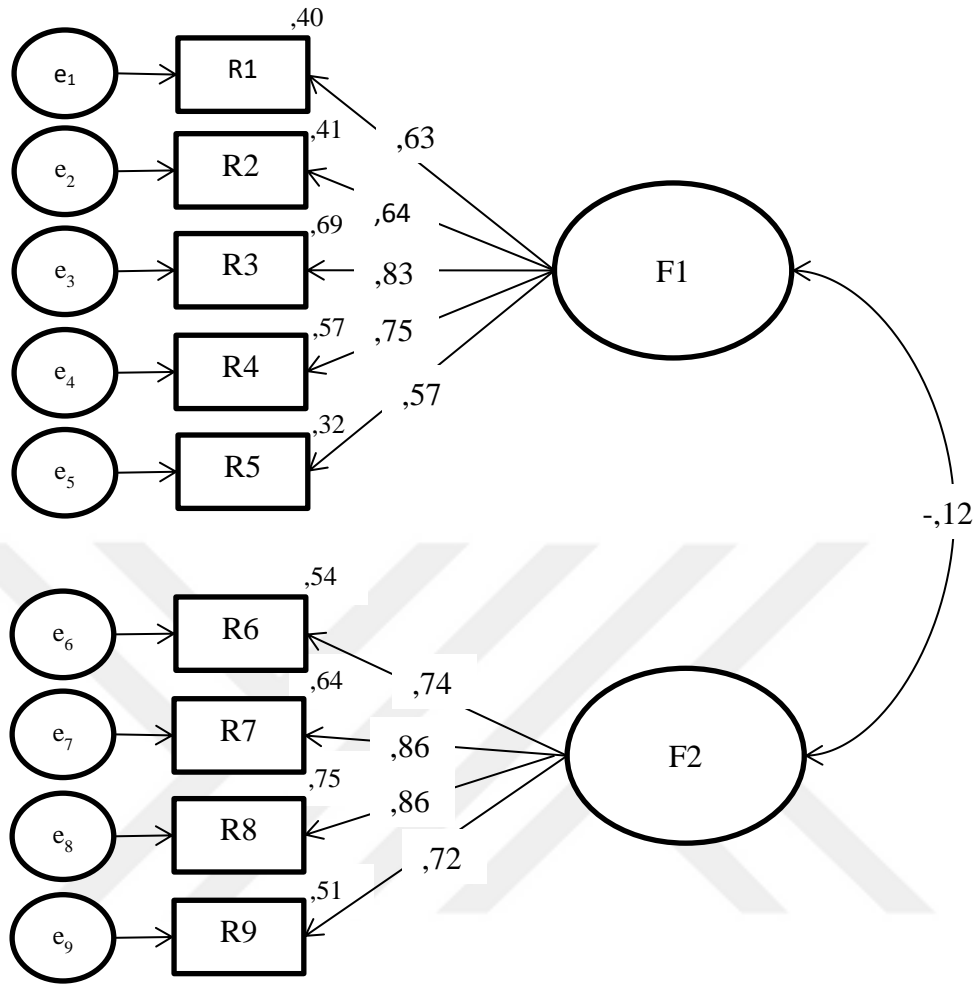 ,40
e1 R1
,63
,41
e2 R2
,64
,69
e3 R3 ,83 F1
,57
e4 R4 ,75
,57
,32
e5 R5
-,12
,54
e6 R6
,74
,64
e7 R7 ,86
F2
,75
e8 R8 ,86
,72
,51
e9 R9